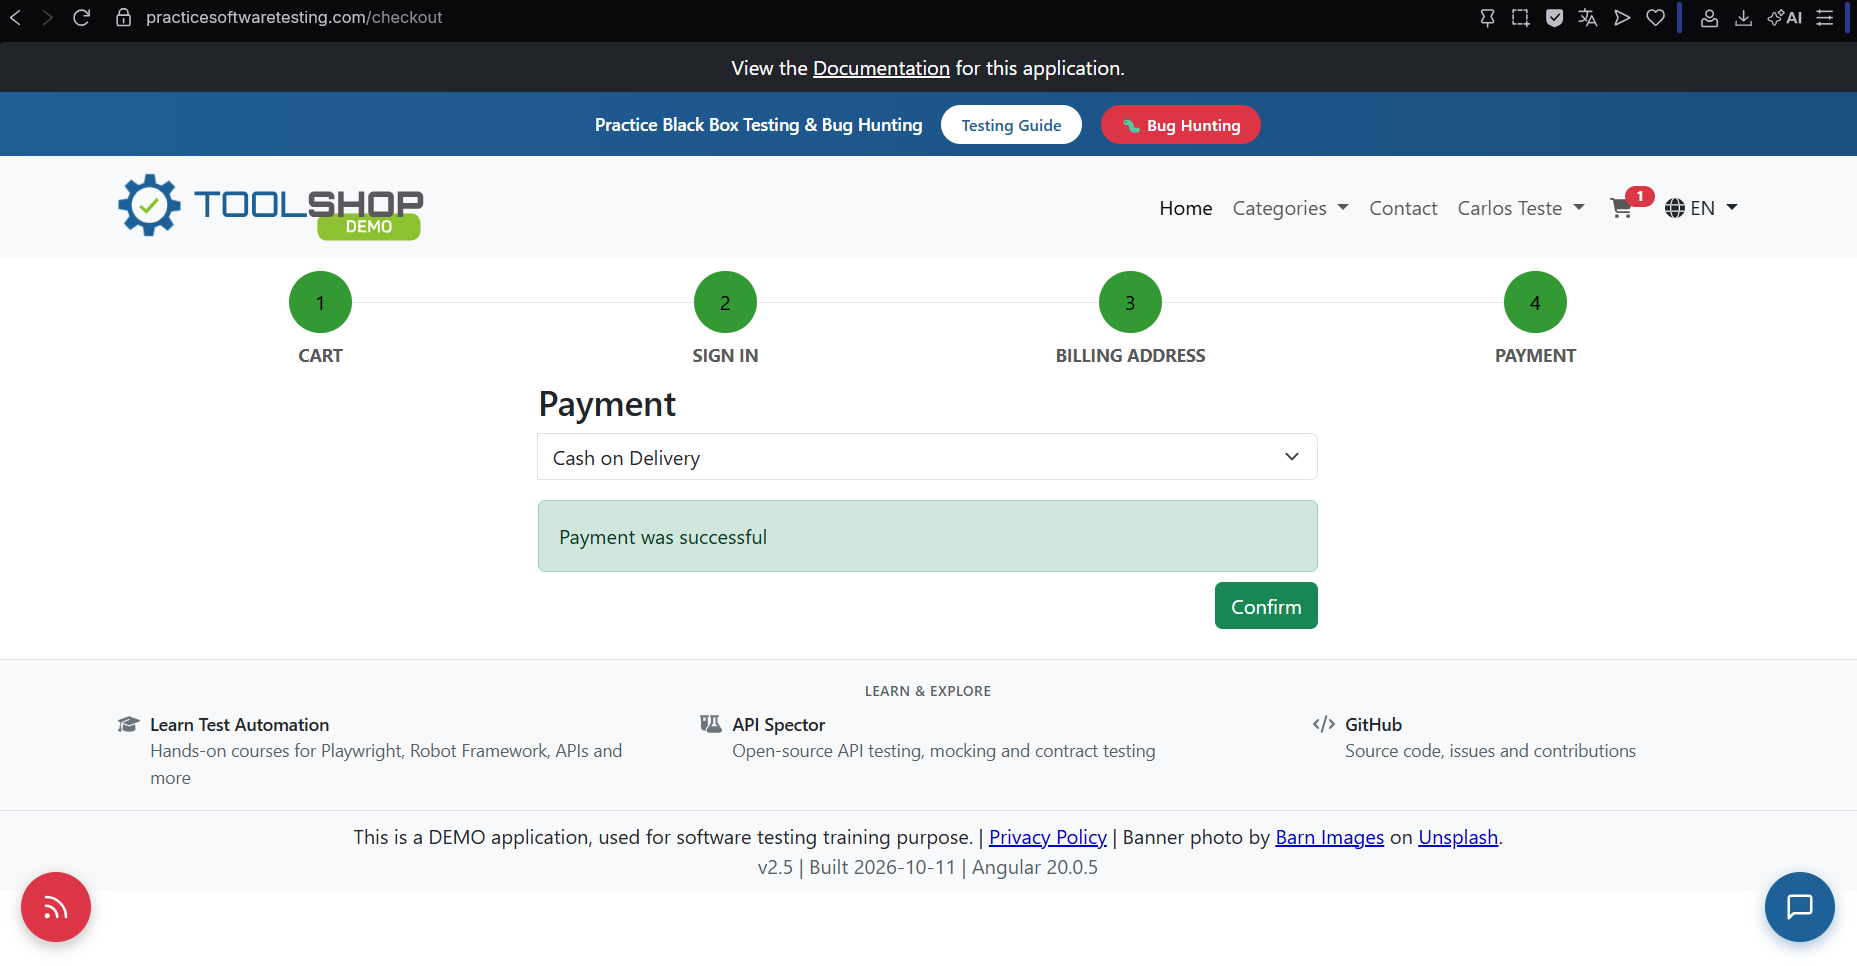 practicesoftwaretesting.com/checkout
AI
View the Documentation for this application.
Practice Black Box Testing & Bug Hunting
Testing Guide
Bug Hunting
TOOLSHOP
DEMO
Home
Categories
Contact
Carlos Teste
1
EN
1
2
3
4
CART
SIGN IN
BILLING ADDRESS
PAYMENT
Payment
Cash on Delivery
Payment was successful
Confirm
LEARN & EXPLORE
Learn Test Automation
Hands-on courses for Playwright, Robot Framework, APIs and
more
API Spector
Open-source API testing, mocking and contract testing
GitHub
Source code, issues and contributions
This is a DEMO application, used for software testing training purpose. | Privacy Policy | Banner photo by Barn Images on Unsplash.
v2.5 | Built 2026-10-11 | Angular 20.0.5